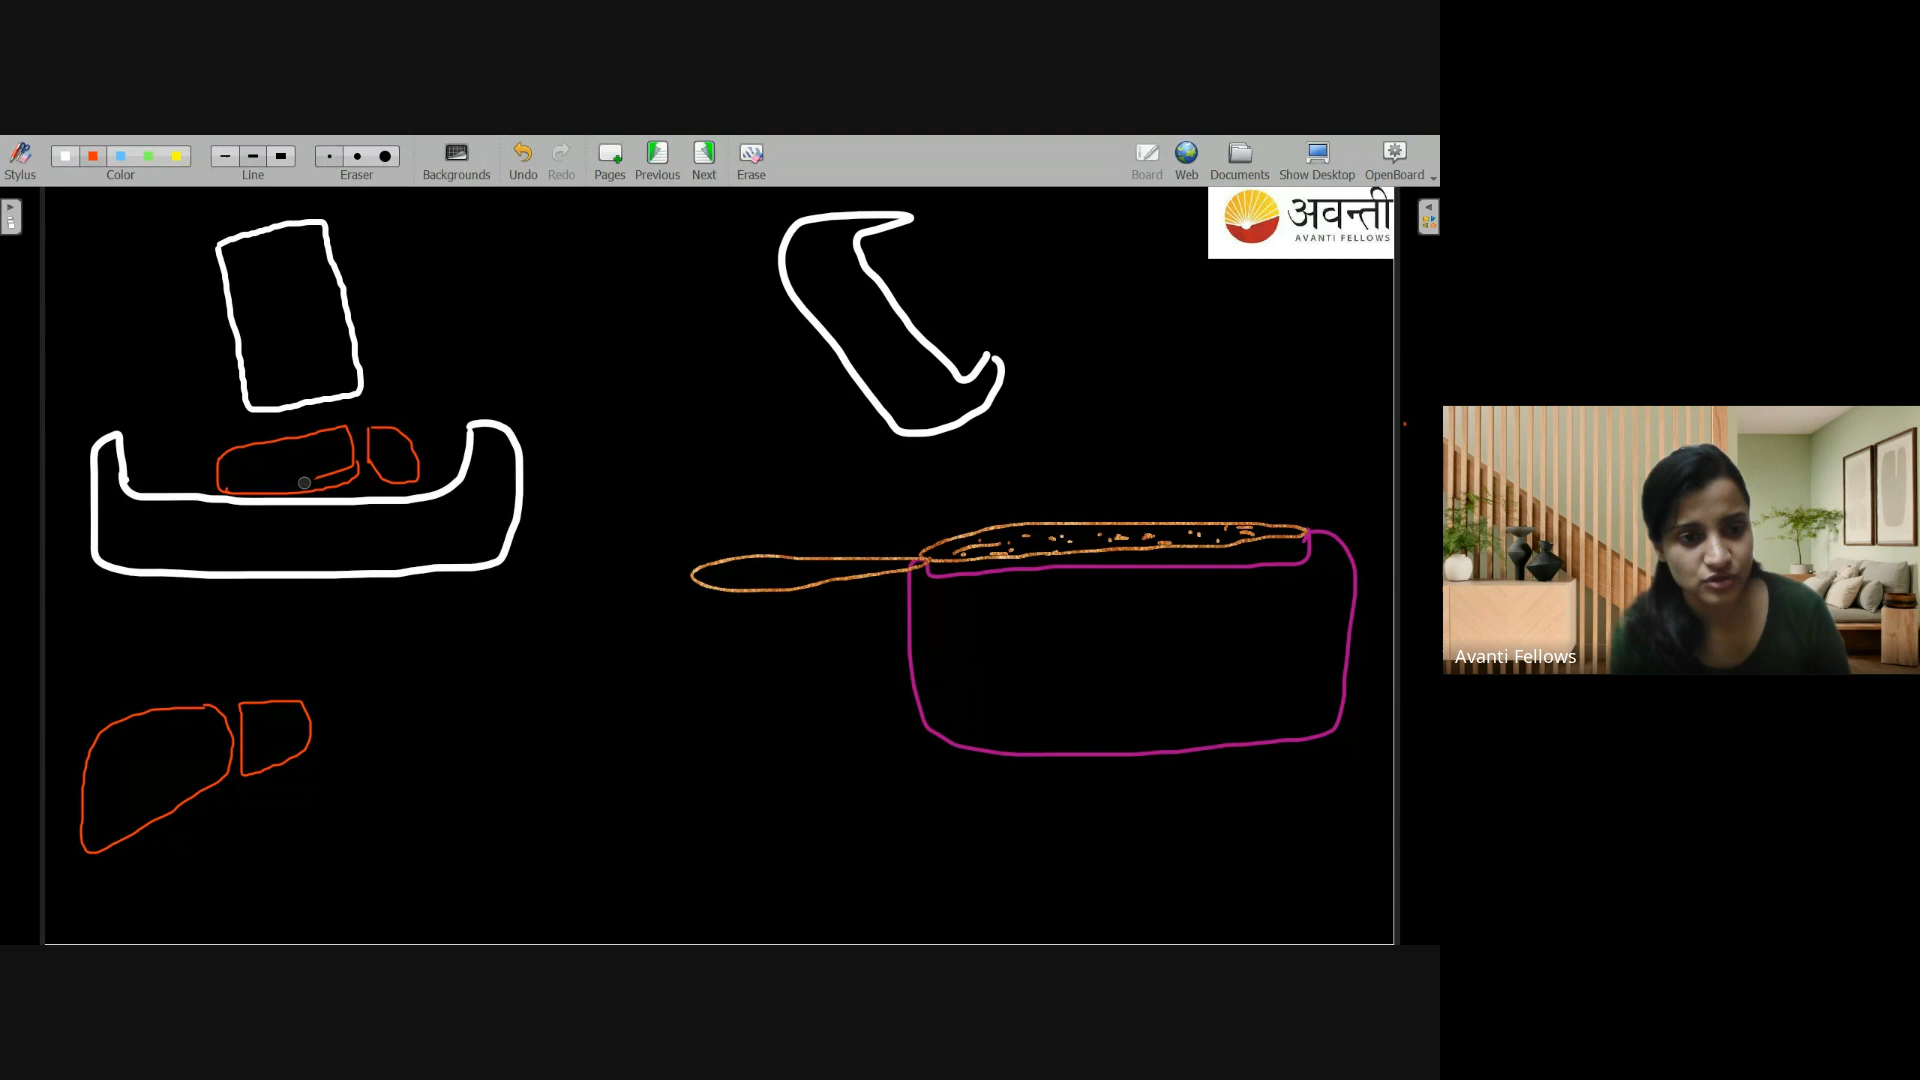 Stylus
Color
Line
Eraser
Backgrounds
Undo
Redo
Pages
Previous
Next
Erase
Board
Web
Documents
Show Desktop
OpenBoard
अवन्ती
AVANTI FELLOWS
Avanti Fellows